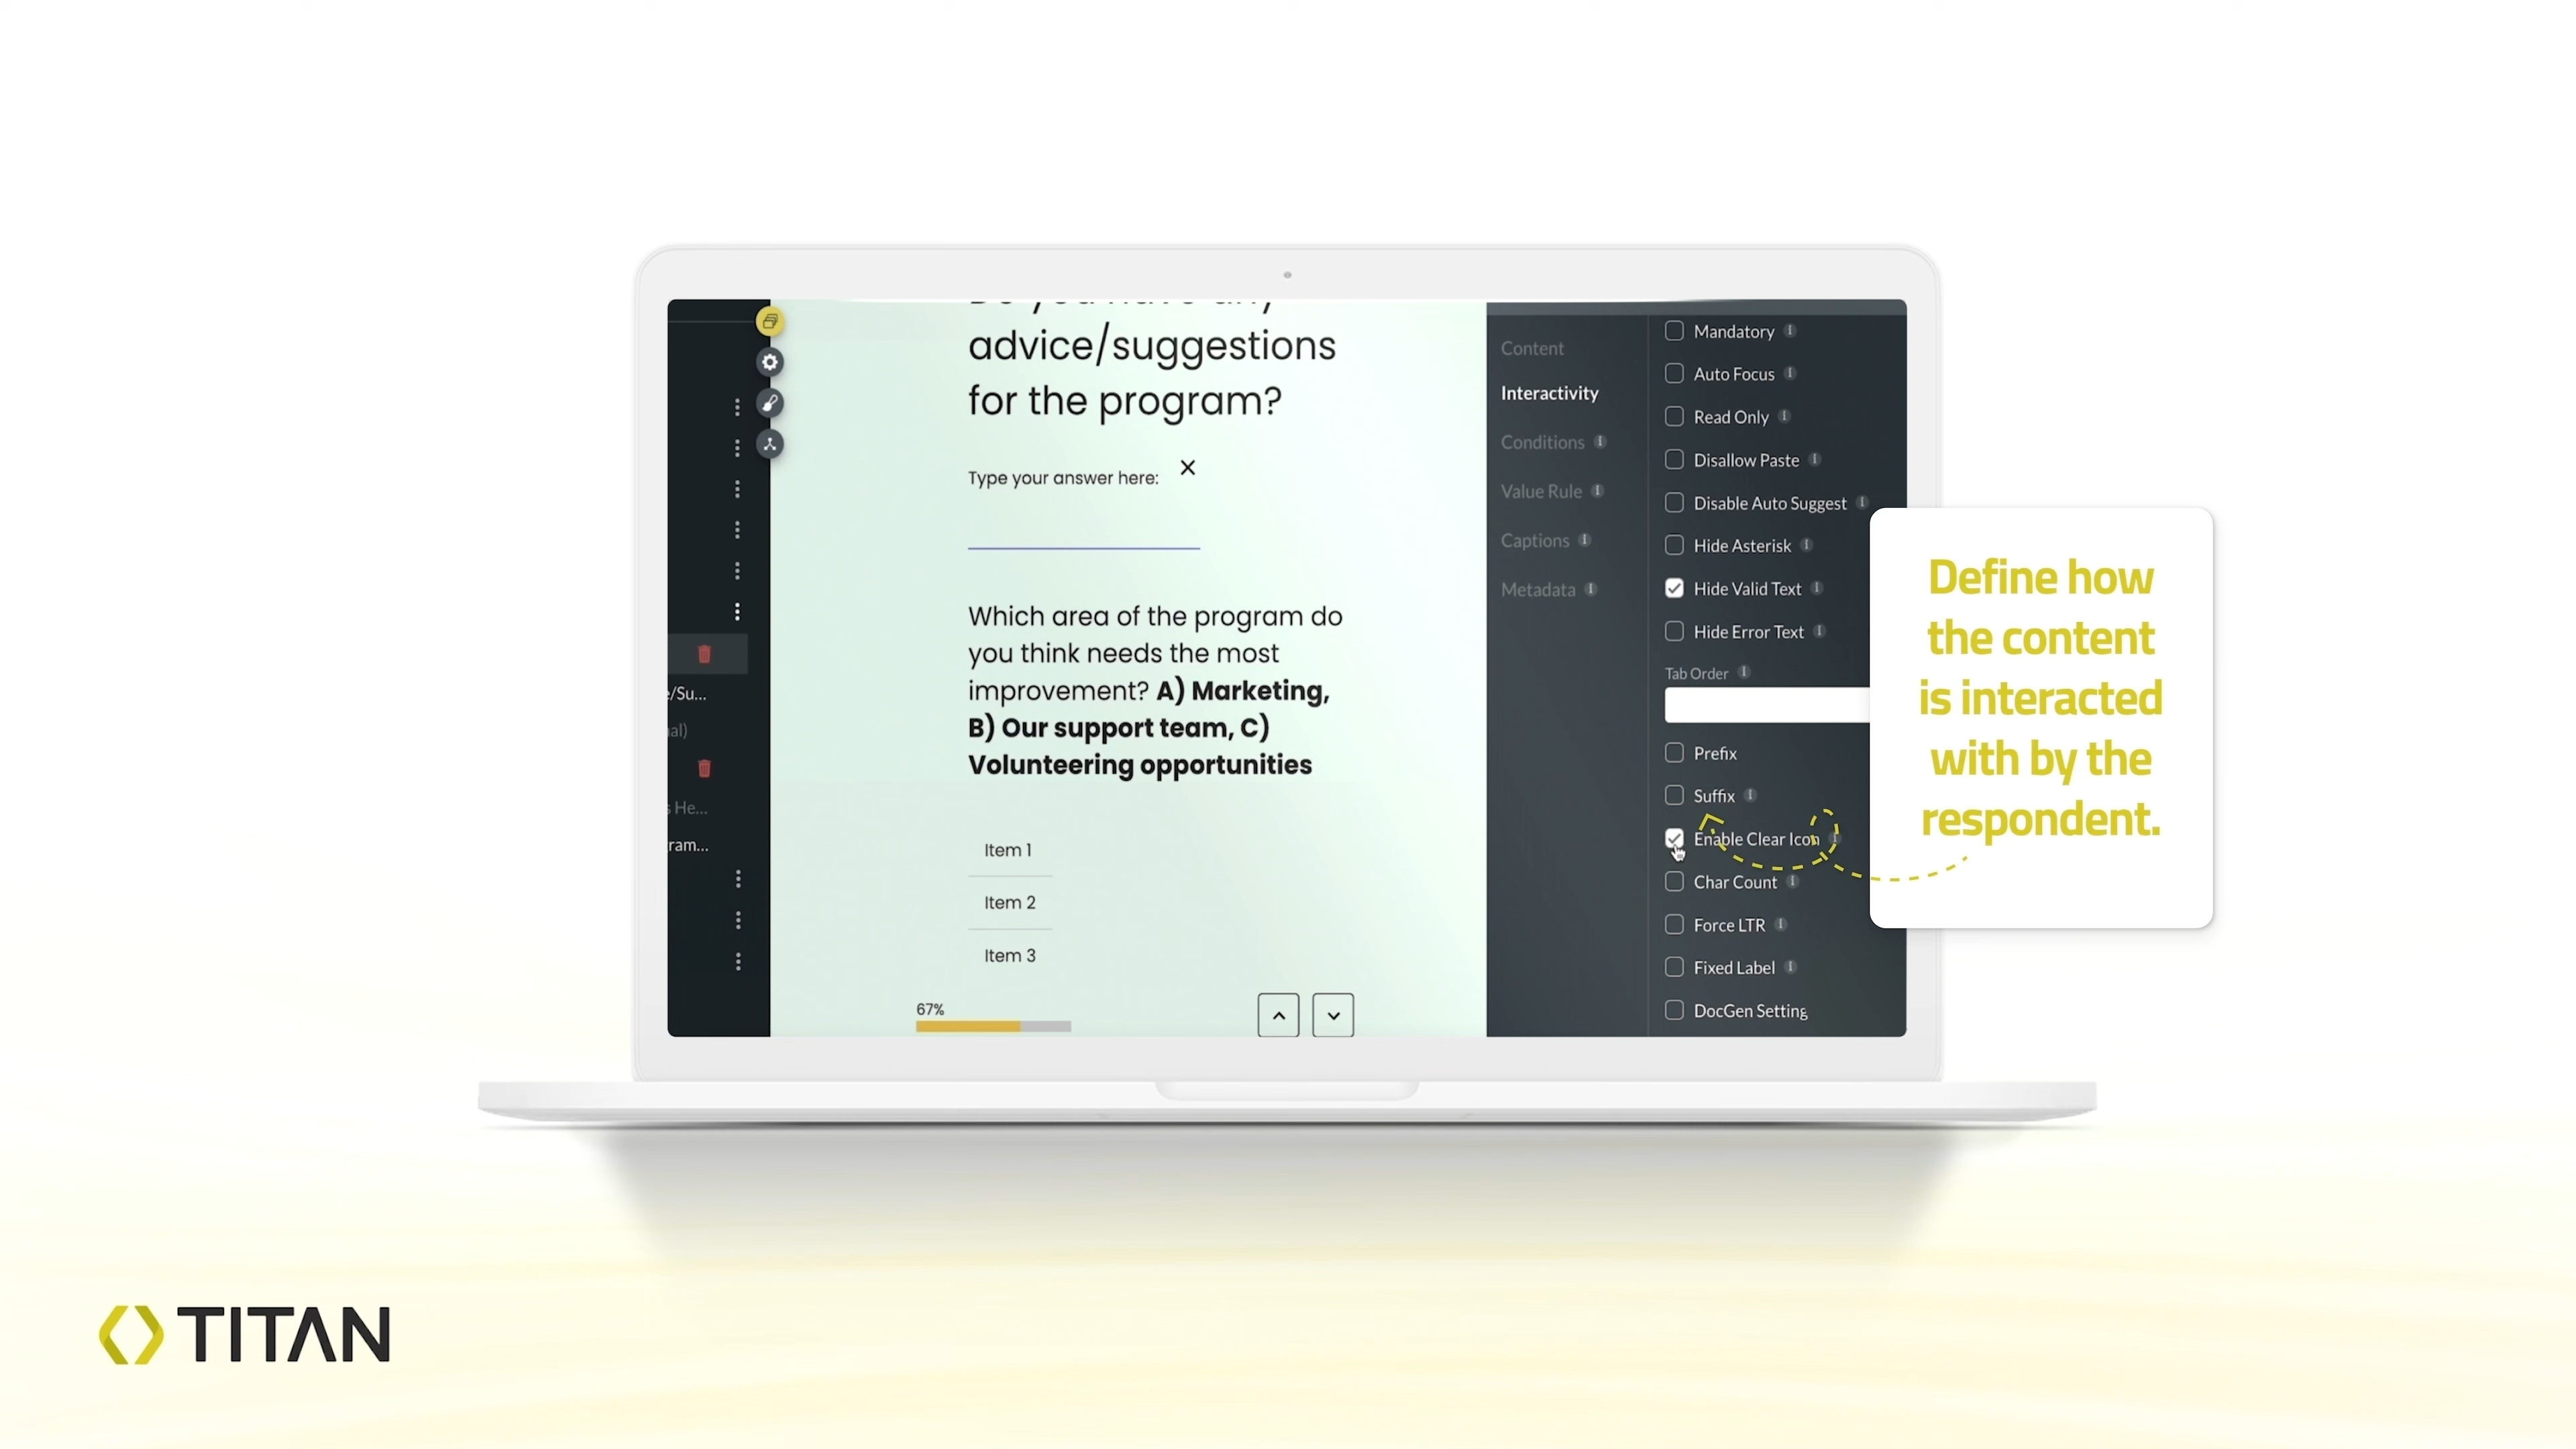 advice/suggestions
for the program?
Type your answer here:
Which area of the program do
you think needs the most
improvement? A) Marketing,
B) Our support team, C)
Volunteering opportunities
Item 1
Item 2
Item 3
67%
/Su...
al)
He...
ram...
Content
Interactivity
Conditions
Value Rule
Captions
Metadata
Mandatory
Auto Focus
Read Only
Disallow Paste
Disable Auto Suggest
Hide Asterisk
Hide Valid Text
Hide Error Text
Tab Order
Prefix
Suffix
Enable Clear Icon
Char Count
Force LTR
Fixed Label
DocGen Setting
Define how
the content
is interacted
with by the
respondent.
TITAN